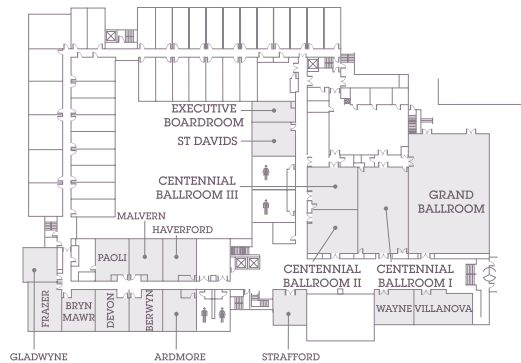 EXECUTIVE
BOARDROOM
ST DAVIDS
CENTENNIAL
BALLROOM III
GRAND
BALLROOM
MALVERN
HAVERFORD
PAOLI
CENTENNIAL
BALLROOM II
CENTENNIAL
BALLROOM I
FRAZER
BRYN
MAWR
DEVON
BERWYN
WAYNE
VILLANOVA
GLADWYNE
ARDMORE
STRAFFORD